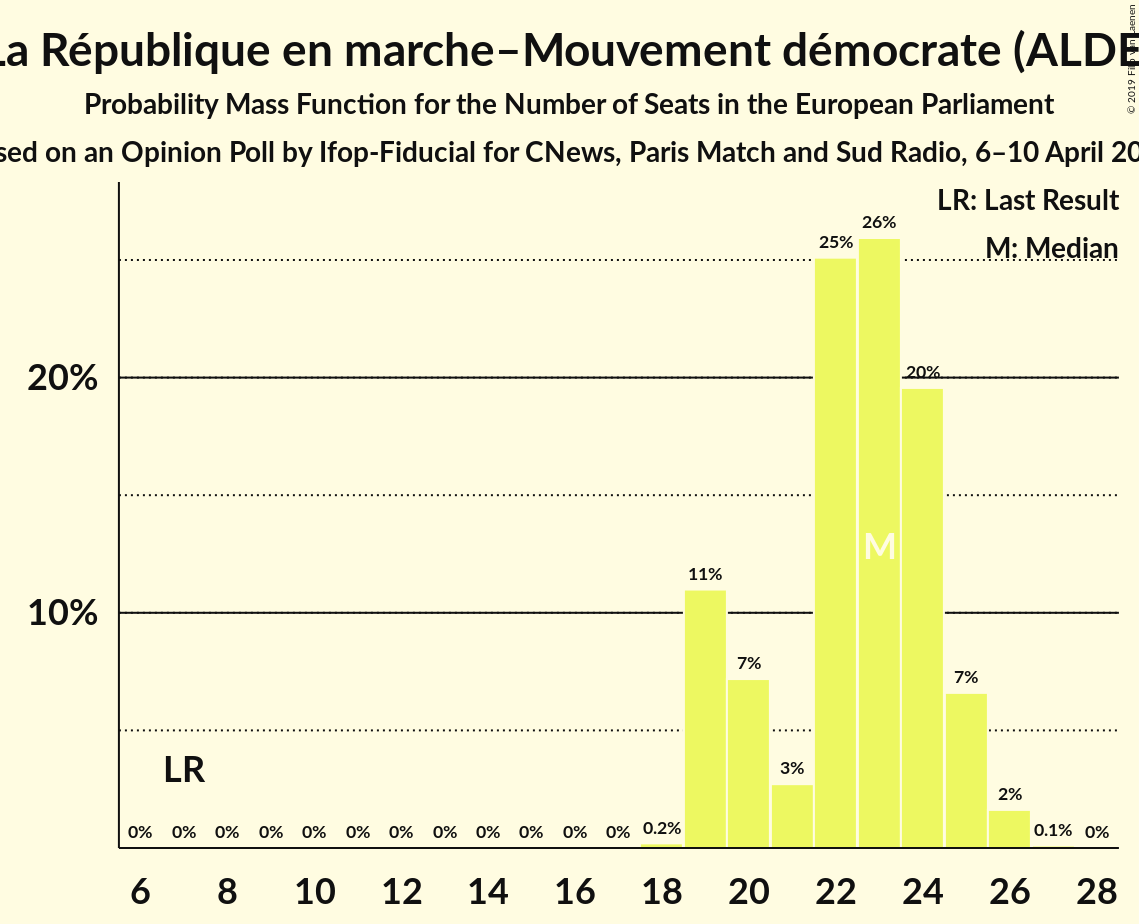 La République en marche–Mouvement démocrate (ALDE
Probability Mass Function for the Number of Seats in the European Parliament
sed on an Opinion Poll by Ifop-Fiducial for CNews, Paris Match and Sud Radio, 6–10 April 20
© 2019
LR: Last Result
M: Median
26%
25%
20%
20%
M
11%
10%
7%
7%
3%
LR
2%
0% 0% 0% 0% 0% 0% 0% 0% 0% 0% 0% 0% 0.2% 0.1% 0%
6 8 10 12 14 16 18 20 22 24 26 28